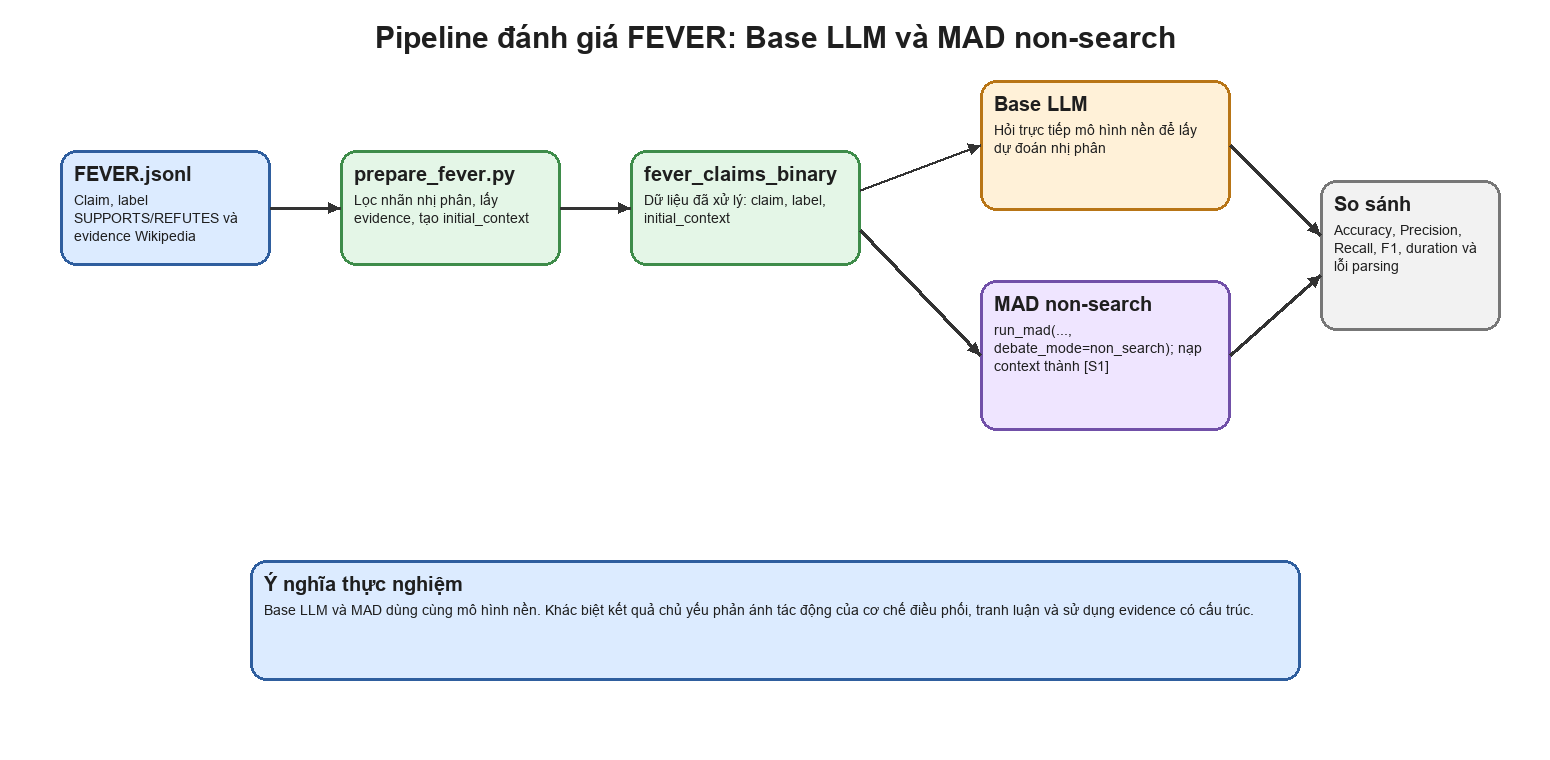 Pipeline đánh giá FEVER: Base LLM và MAD non-search
FEVER.jsonl
Claim, label
SUPPORTS/REFUTES và
evidence Wikipedia
prepare_fever.py
Lọc nhãn nhị phân, lấy
evidence, tạo initial_context
fever_claims_binary
Dữ liệu đã xử lý: claim, label,
initial_context
Base LLM
Hỏi trực tiếp mô hình nền để lấy
dự đoán nhị phân
MAD non-search
run_mad(...,
debate_mode=non_search); nạp
context thành [S1]
So sánh
Accuracy, Precision,
Recall, F1, duration và
lỗi parsing
Ý nghĩa thực nghiệm
Base LLM và MAD dùng cùng mô hình nền. Khác biệt kết quả chủ yếu phản ánh tác động của cơ chế điều phối, tranh luận và sử dụng evidence có cấu trúc.